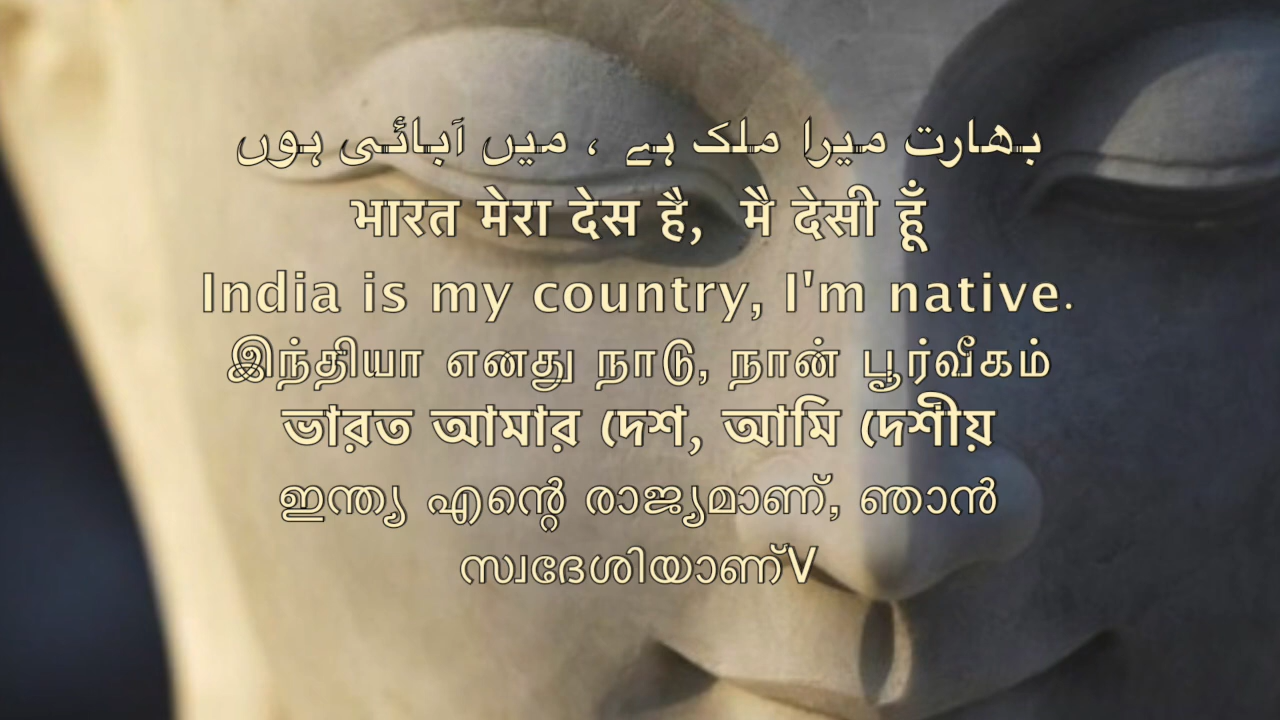 بھارت میرا ملک ہے ، میں آبائی ہوں
भारत मेरा देस है, मै देसी हूँ
India is my country, I'm native.
இந்தியா எனது நாடு, நான் பூர்வீகம்
ভারত আমার দেশ, আমি দেশীয়
ഇന്ത്യ എന്റെ രാജ്യമാണ്, ഞാൻ
സ്വദേശിയാണ്V